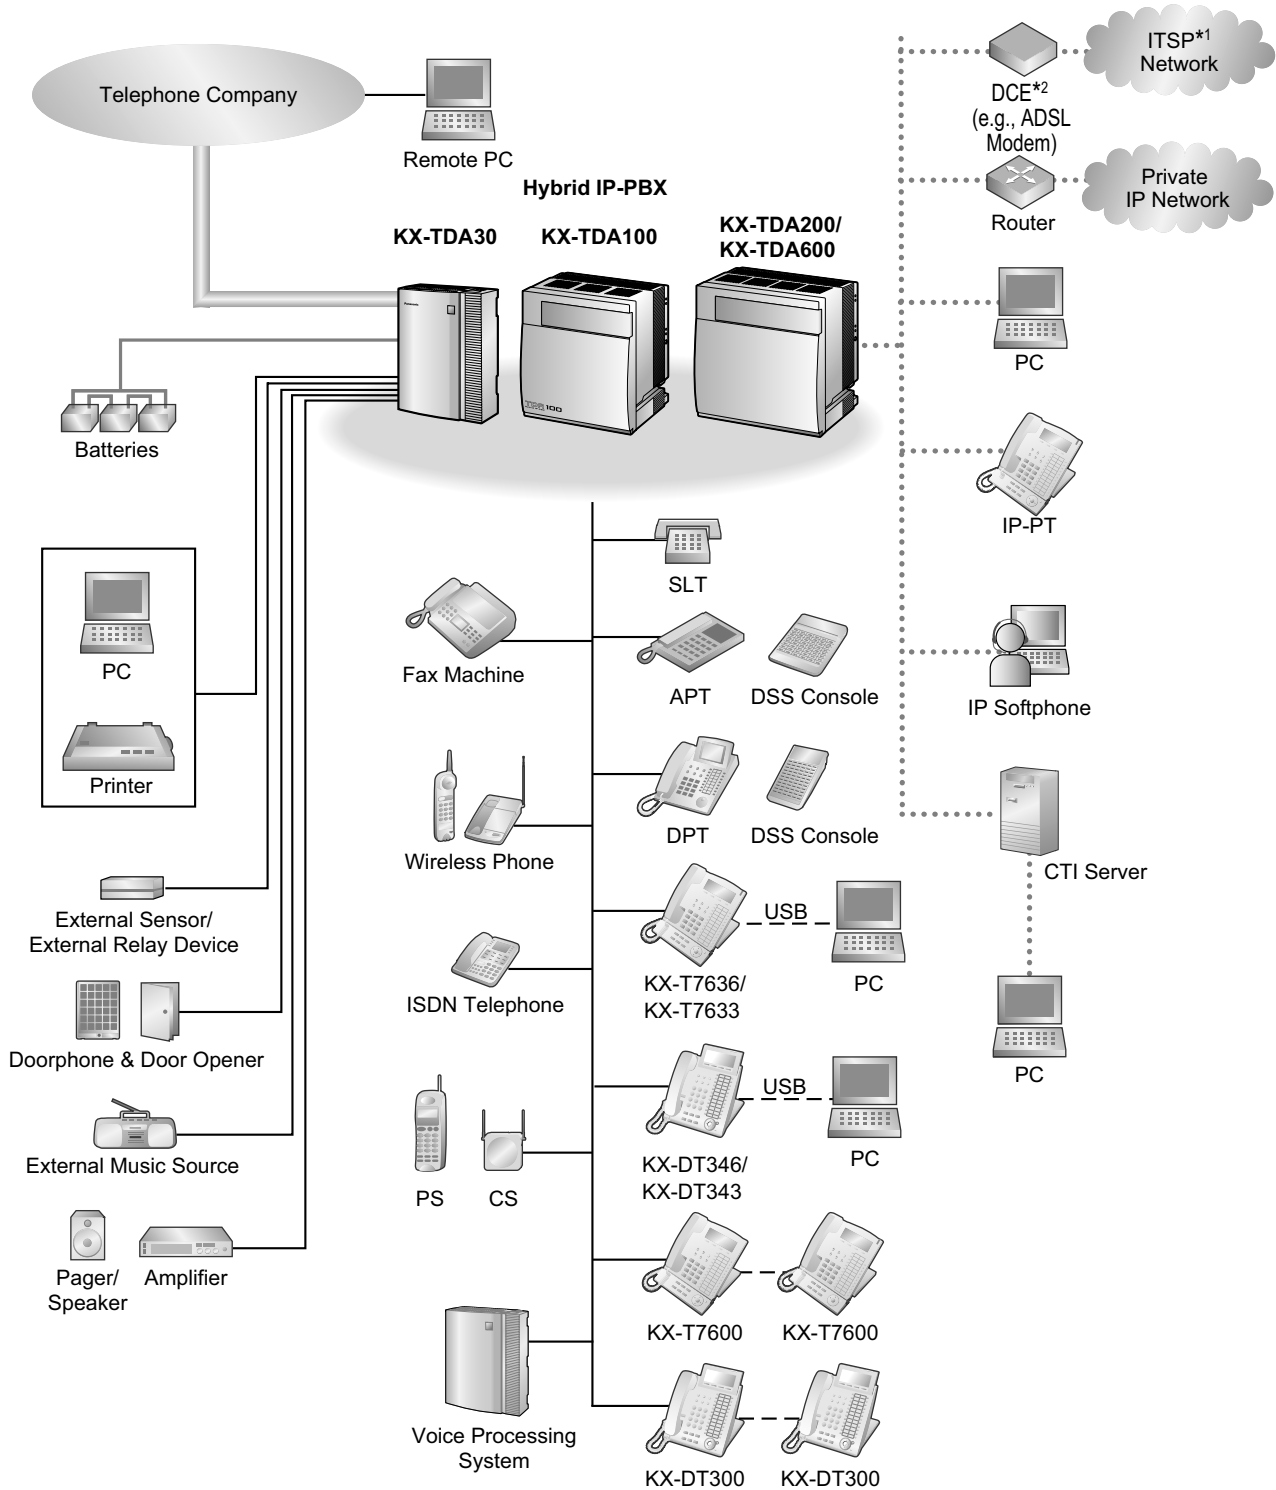 Telephone Company
Remote PC
ITSP*1
Network
DCE*2
(e.g., ADSL
Modem)
Private
IP Network
Router
Hybrid IP-PBX
KX-TDA30
KX-TDA100
KX-TDA200/
KX-TDA600
Panasonic
TDA 100
PC
Batteries
IP-PT
SLT
PC
Fax Machine
APT
DSS Console
IP Softphone
Printer
Wireless Phone
DPT
DSS Console
CTI Server
External Sensor/
External Relay Device
USB
KX-T7636/
KX-T7633
PC
ISDN Telephone
Doorphone & Door Opener
PC
USB
External Music Source
PS
CS
KX-DT346/
KX-DT343
PC
Pager/
Speaker
Amplifier
KX-T7600
KX-T7600
Voice Processing
System
KX-DT300
KX-DT300